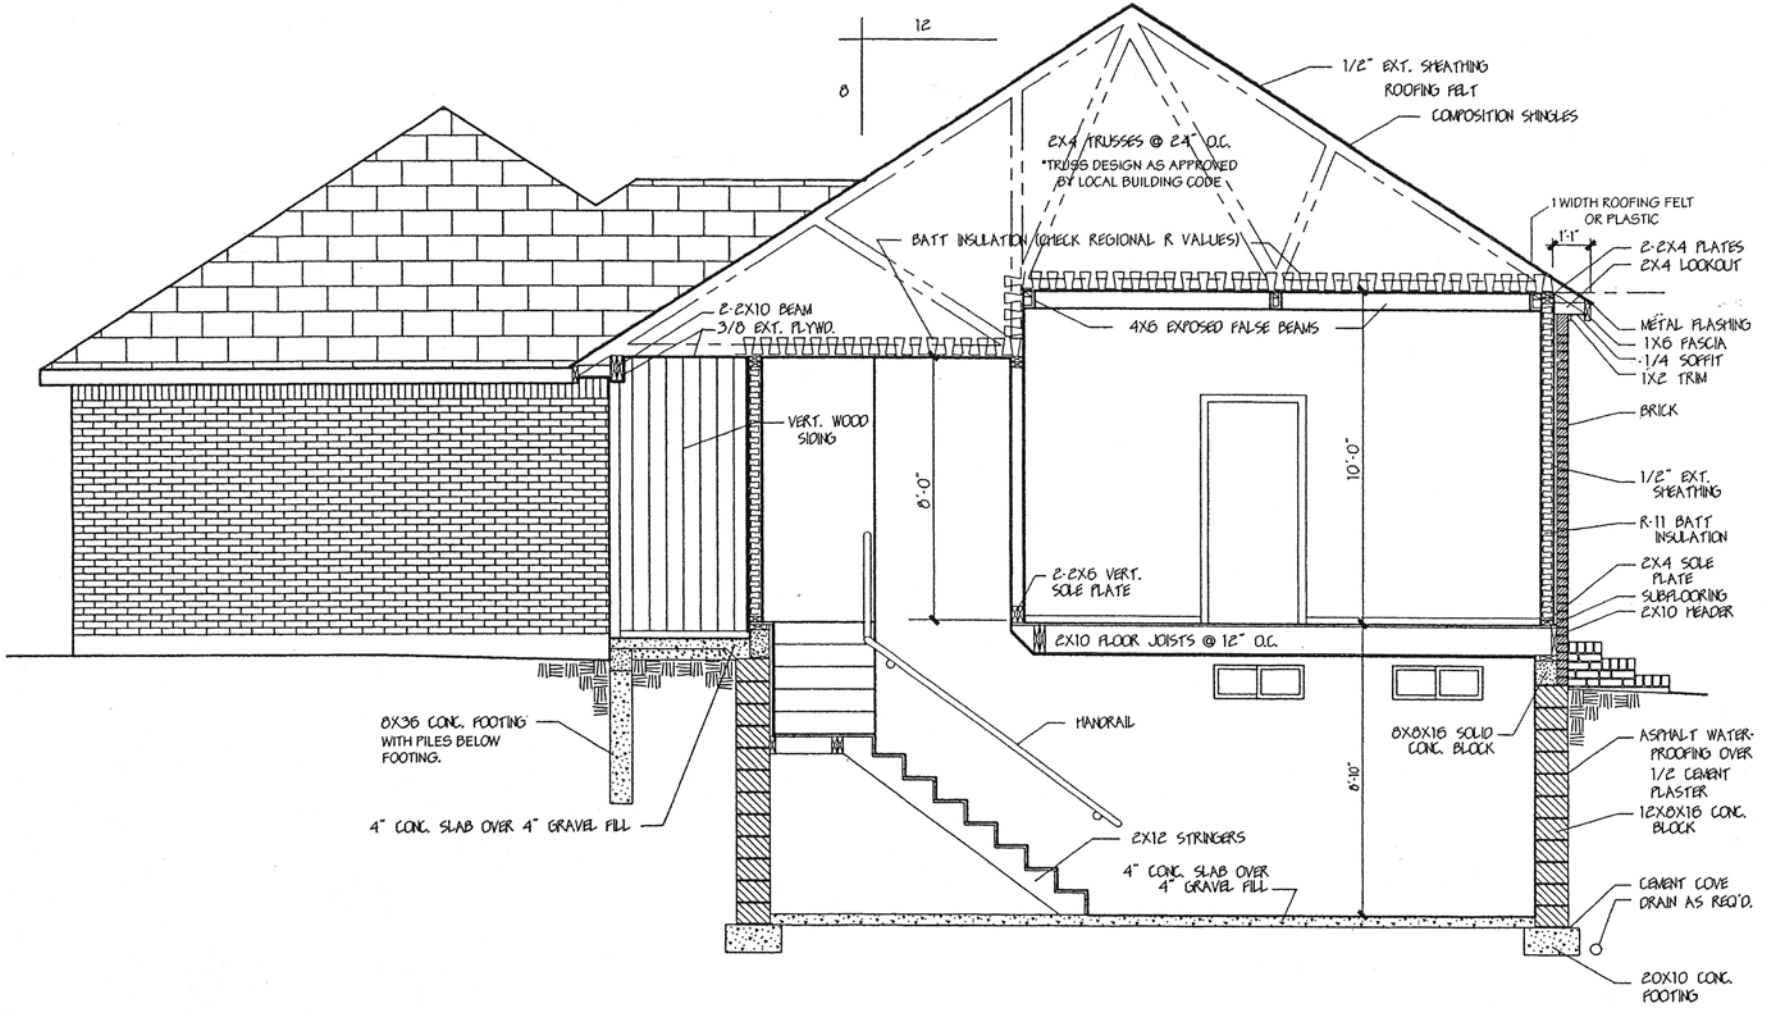 12
8
1/2" EXT. SHEATHING
ROOFING FELT
COMPOSITION SHINGLES
2X4 TRUSSES @ 24" O.C.
*TRUSS DESIGN AS APPROVED
BY LOCAL BUILDING CODE
1 WIDTH ROOFING FELT
OR PLASTIC
1'-1"
BATT INSULATION (CHECK REGIONAL R VALUES)
2-2X4 PLATES
2X4 LOOKOUT
2-2X10 BEAM
3/8 EXT. PLYWD.
4X6 EXPOSED FALSE BEAMS
METAL FLASHING
1X6 FASCIA
1/4 SOFFIT
1X2 TRIM
BRICK
VERT. WOOD
SIDING
8'-0"
10'-0"
1/2" EXT.
SHEATHING
R-11 BATT
INSULATION
2-2X6 VERT.
SOLE PLATE
2X4 SOLE
PLATE
SUBFLOORING
2X10 HEADER
2X10 FLOOR JOISTS @ 12" O.C.
8X36 CONC. FOOTING
WITH PILES BELOW
FOOTING.
HANDRAIL
8X8X16 SOLID
CONC. BLOCK
ASPHALT WATER-
PROOFING OVER
1/2 CEMENT
PLASTER
8'-10"
12X8X16 CONC.
BLOCK
4" CONC. SLAB OVER 4" GRAVEL FILL
2X12 STRINGERS
4" CONC. SLAB OVER
4" GRAVEL FILL
CEMENT COVE
DRAIN AS REQ'D.
20X10 CONC.
FOOTING